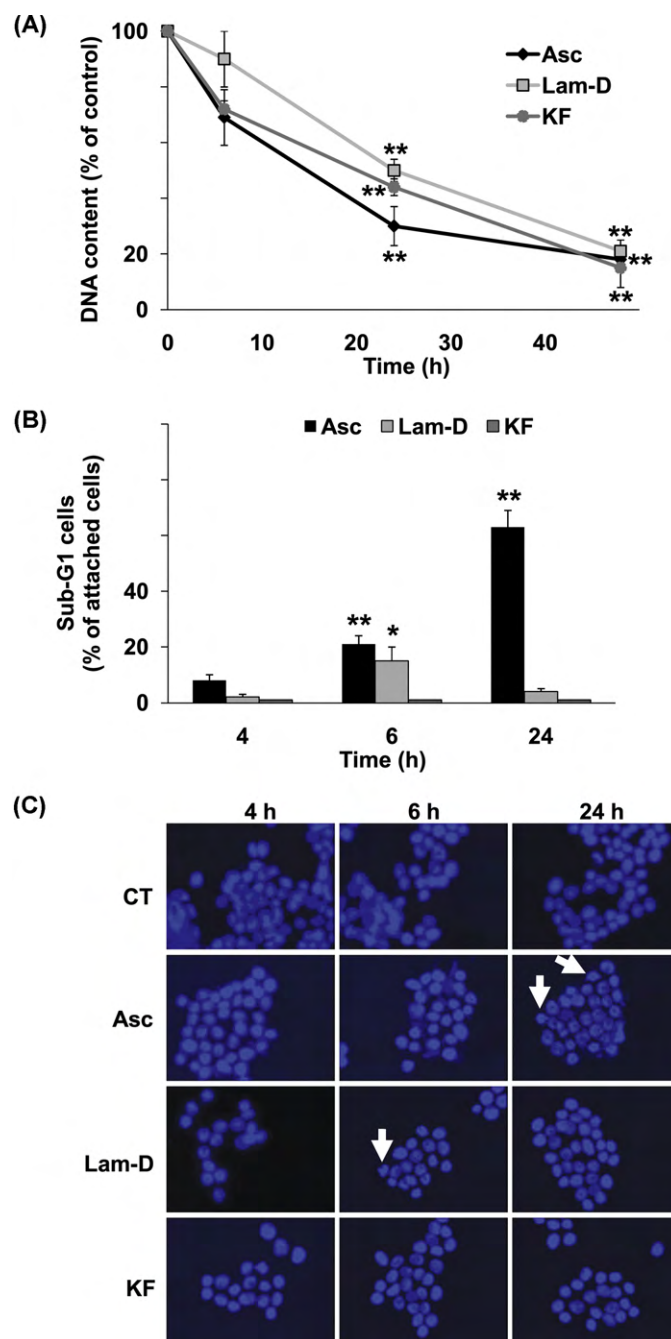 (A)
100
20
0
DNA content (% of control)
Asc
Lam-D
KF
**
**
**
**
**
**
0 10 20 30 40
Time (h)
(B)
Asc Lam-D KF
Sub-G1 cells
(% of attached cells)
40
20
0
**
*
**
4 6 24
Time (h)
(C)
4 h 6 h 24 h
CT
Asc
Lam-D
KF